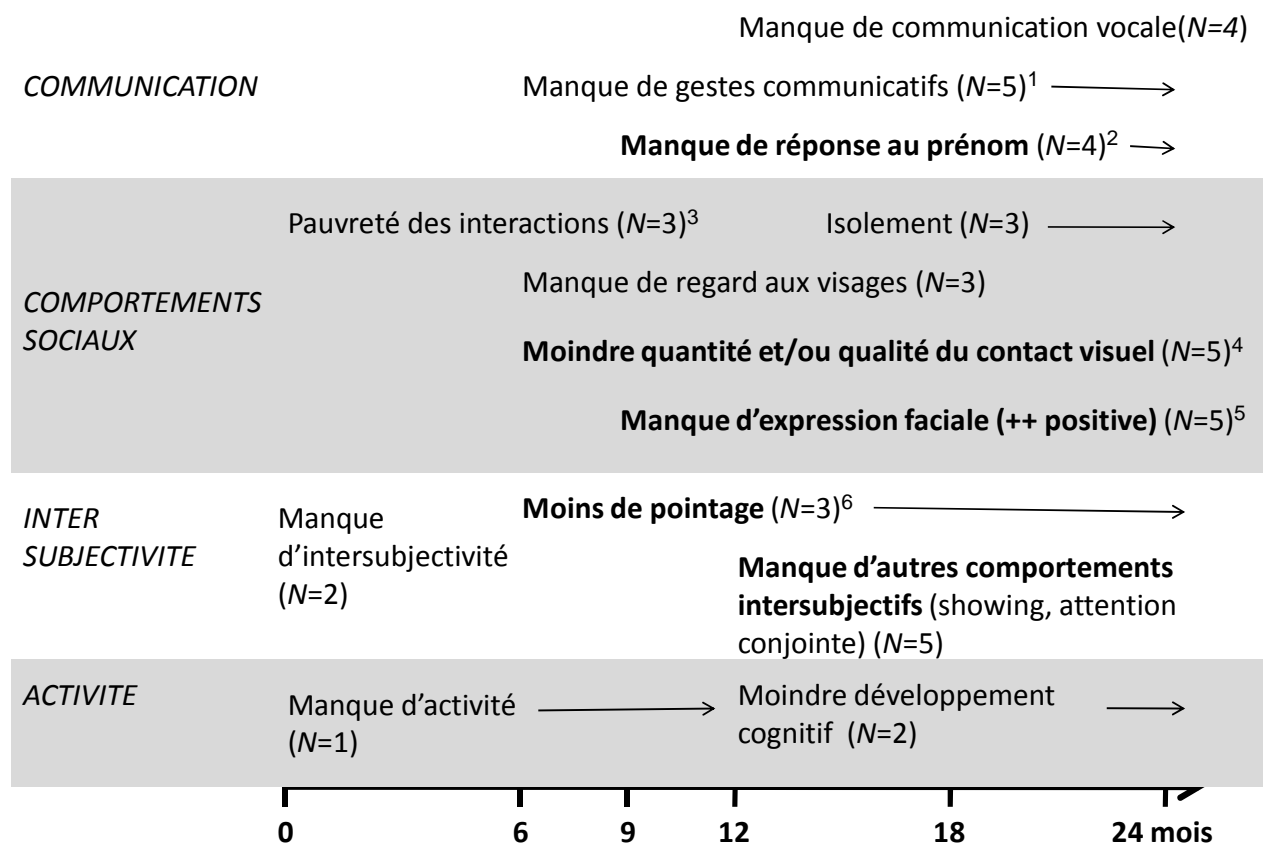 Manque de communication vocale(N=4)
COMMUNICATION
Manque de gestes communicatifs (N=5)1
Manque de réponse au prénom (N=4)2
Pauvreté des interactions (N=3)3
Isolement (N=3)
Manque de regard aux visages (N=3)
COMPORTEMENTS
SOCIAUX
Moindre quantité et/ou qualité du contact visuel (N=5)4
Manque d’expression faciale (++ positive) (N=5)5
INTER
SUBJECTIVITE
Manque
d’intersubjectivité
(N=2)
Moins de pointage (N=3)6
Manque d’autres comportements
intersubjectifs (showing, attention
conjointe) (N=5)
ACTIVITE
Manque d’activité
(N=1)
Moindre développement
cognitif (N=2)
0 6 9 12 18 24 mois